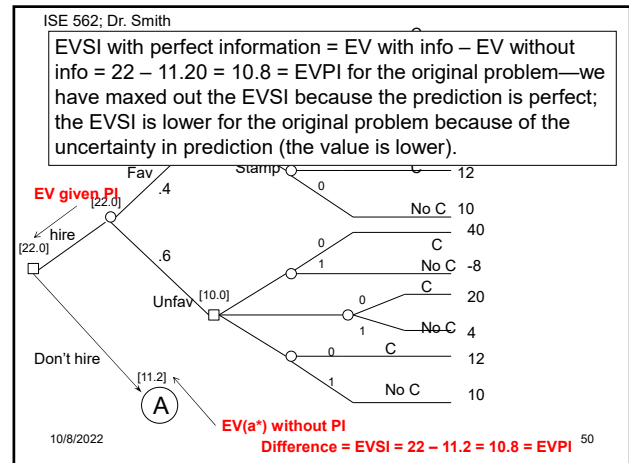 ISE 562; Dr. Smith
C
EVSI with perfect information = EV with info – EV without
info = 22 – 11.20 = 10.8 = EVPI for the original problem—we
have maxed out the EVSI because the prediction is perfect;
the EVSI is lower for the original problem because of the
uncertainty in prediction (the value is lower).
Fav
Stamp
C
12
EV given PI
.4
0
[22.0]
No C
10
hire
40
[22.0]
0
C
.6
1
No C
-8
[10.0]
C
Unfav
0
20
1
No C
4
Don't hire
0
C
12
[11.2]
1
No C
10
A
EV(a*) without PI
10/8/2022
Difference = EVSI = 22 – 11.2 = 10.8 = EVPI
50